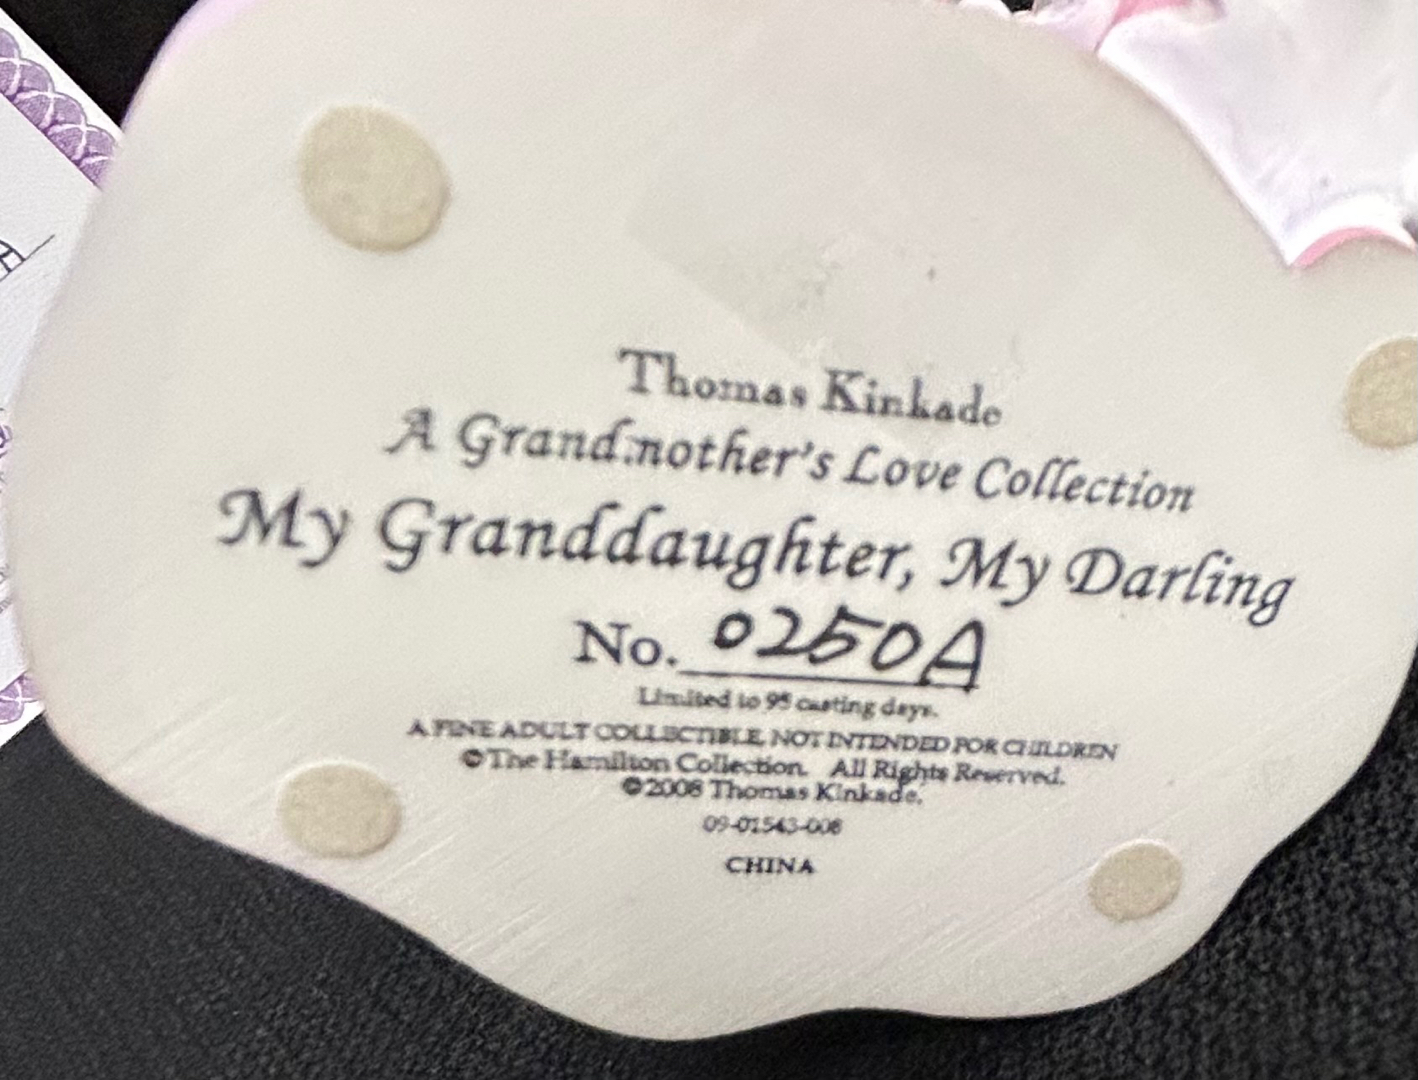 Thomas Kinkade
A Grandmother's Love Collection
My Granddaughter, My Darling
No. 0250A
Limited to 95 casting days.
A FINE ADULT COLLECTIBLE, NOT INTENDED FOR CHILDREN
©The Hamilton Collection. All Rights Reserved.
©2008 Thomas Kinkade.
09-01543-008
CHINA